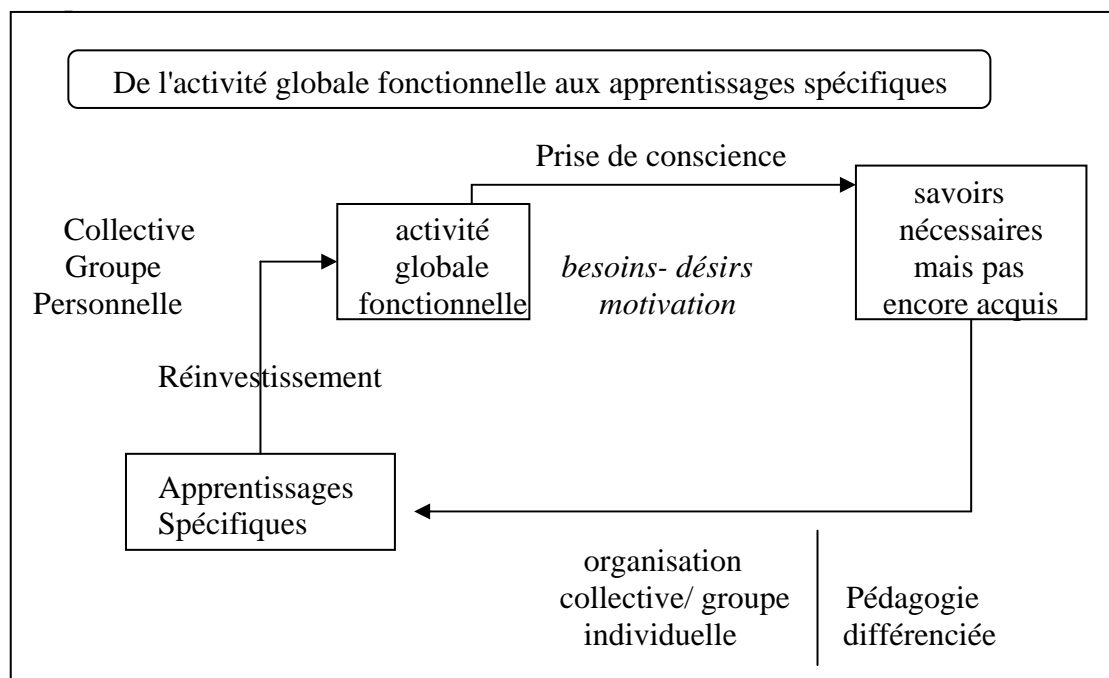 De l'activité globale fonctionnelle aux apprentissages spécifiques
Prise de conscience
Collective
Groupe
Personnelle
activité
globale
fonctionnelle
besoins- désirs
motivation
savoirs
nécessaires
mais pas
encore acquis
Réinvestissement
Apprentissages
Spécifiques
organisation
collective/ groupe
individuelle
Pédagogie
différenciée